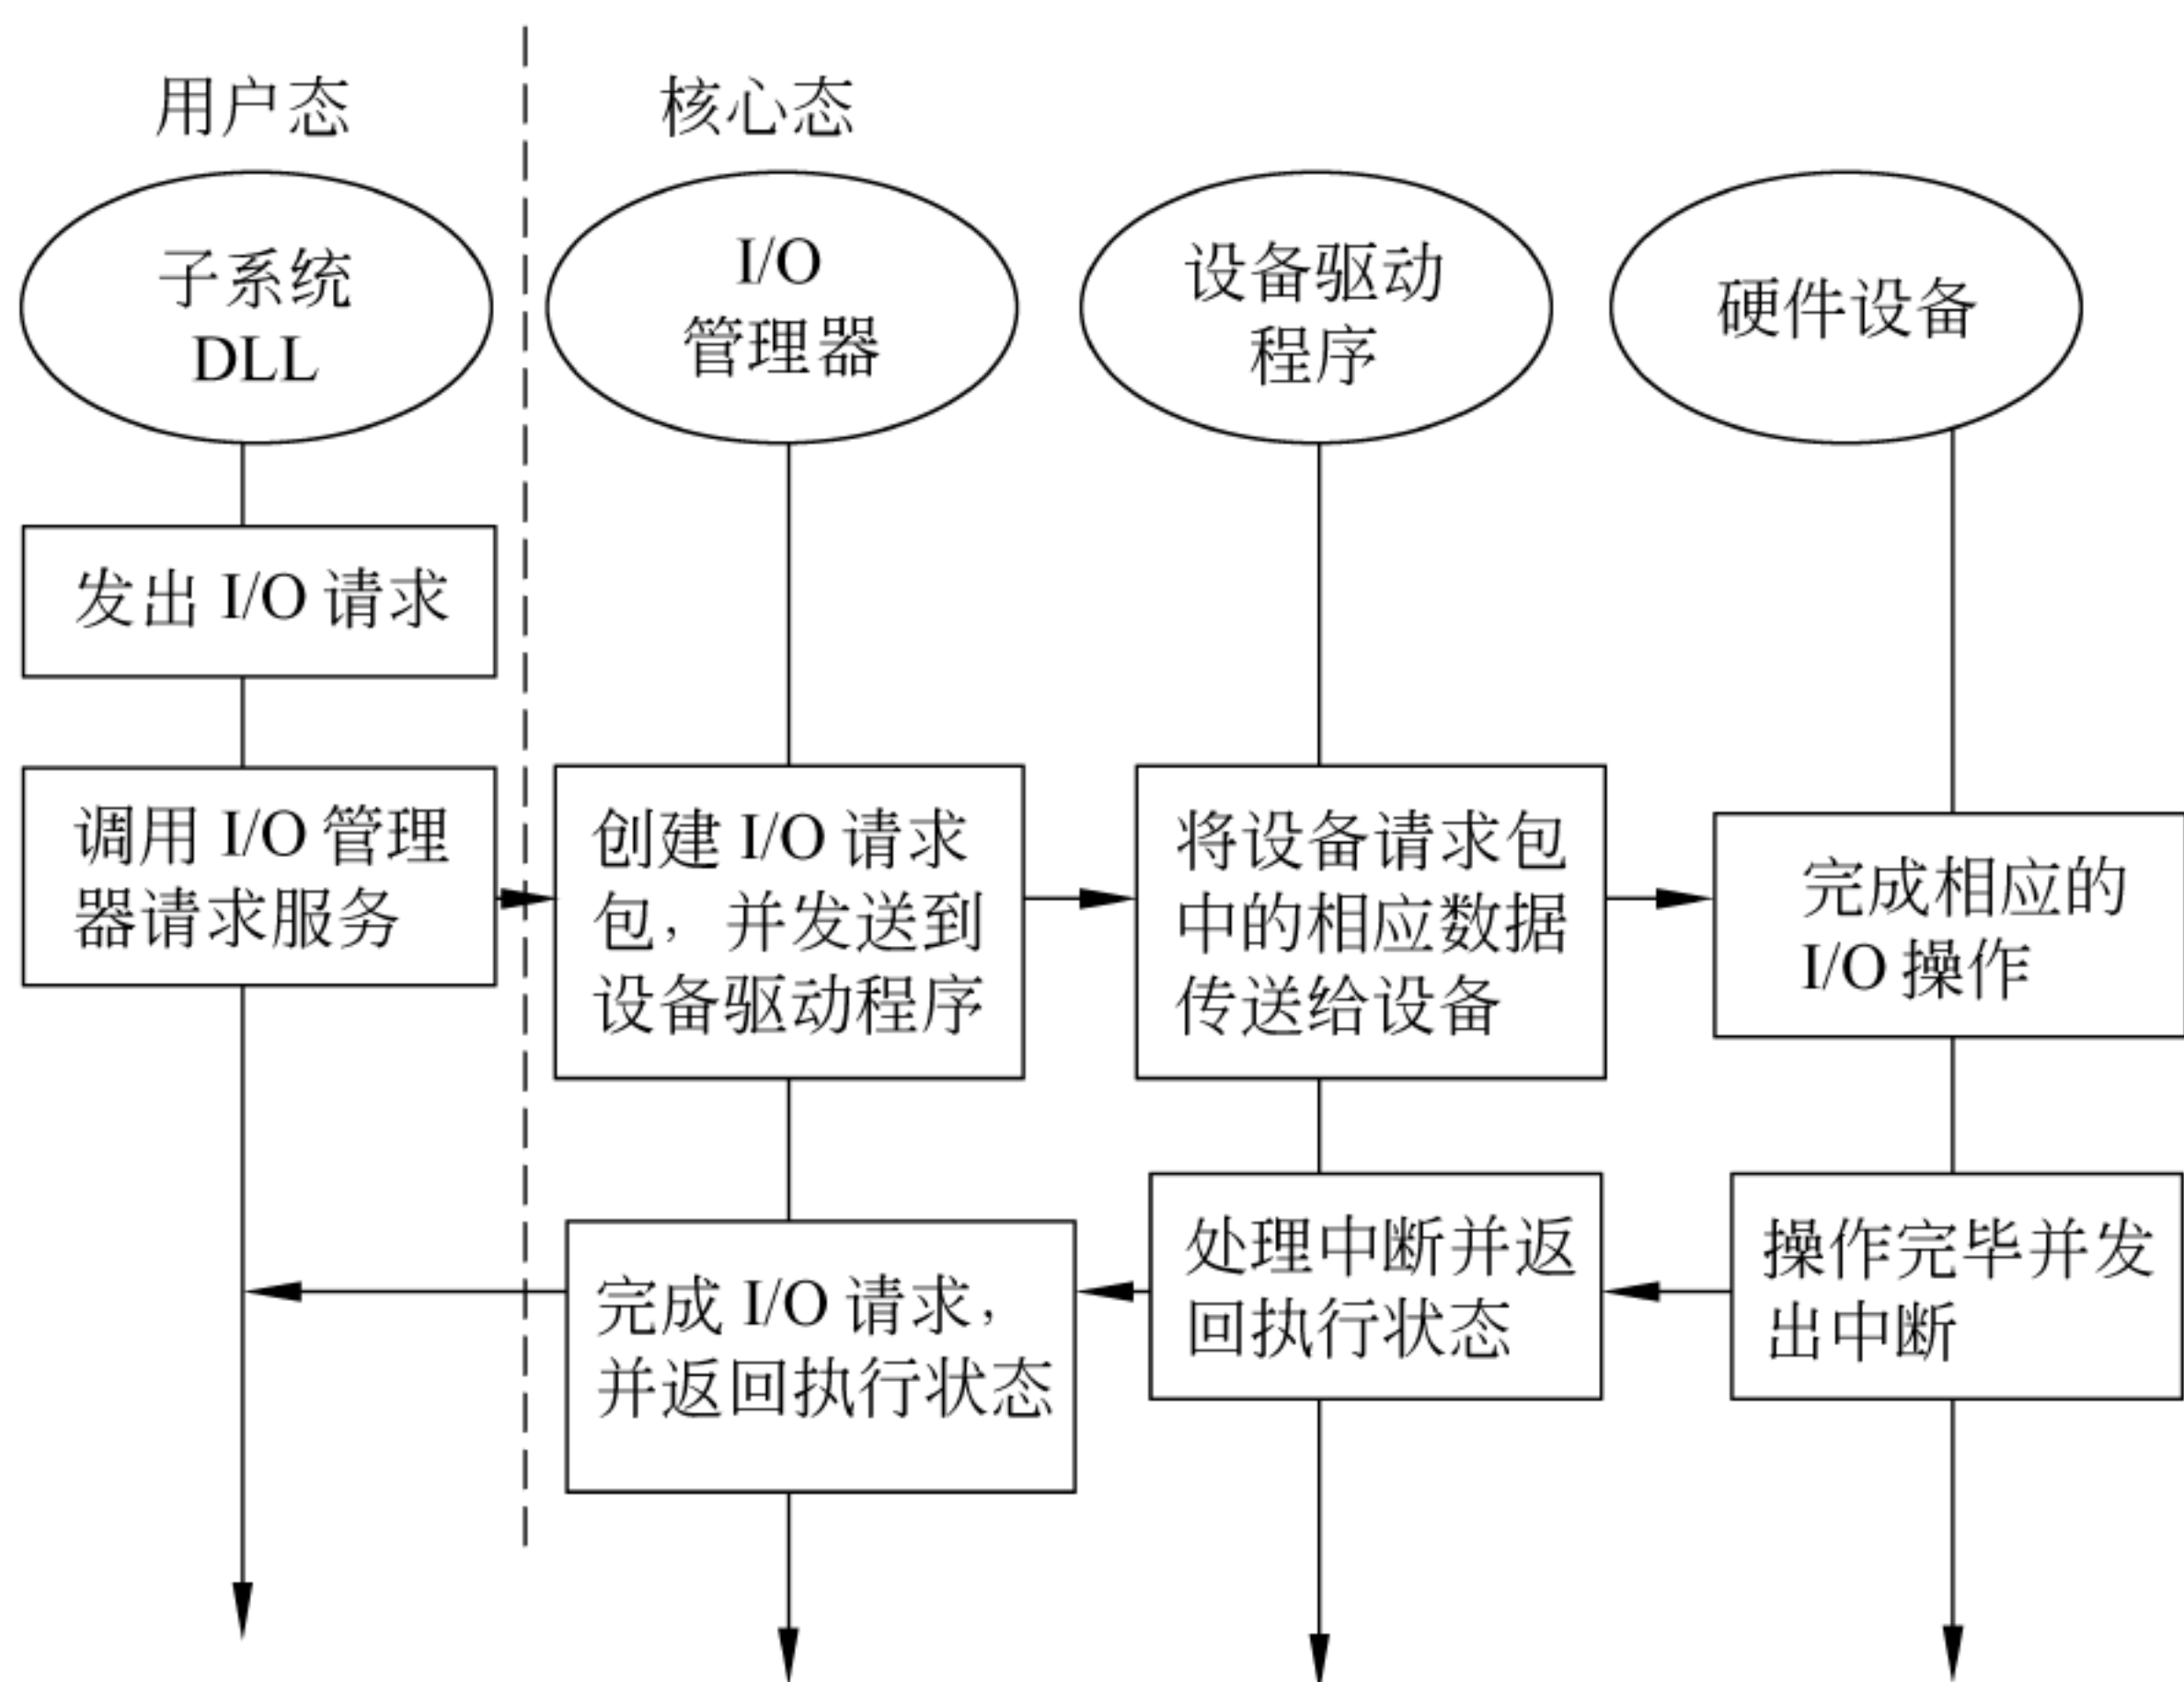 用户态
核心态
子系统
DLL
I/O
管理器
设备驱动
程序
硬件设备
发出 I/O 请求
调用 I/O 管理
器请求服务
创建 I/O 请求
包，并发送到
设备驱动程序
将设备请求包
中的相应数据
传送给设备
完成相应的
I/O 操作
完成 I/O 请求，
并返回执行状态
处理中断并返
回执行状态
操作完毕并发
出中断